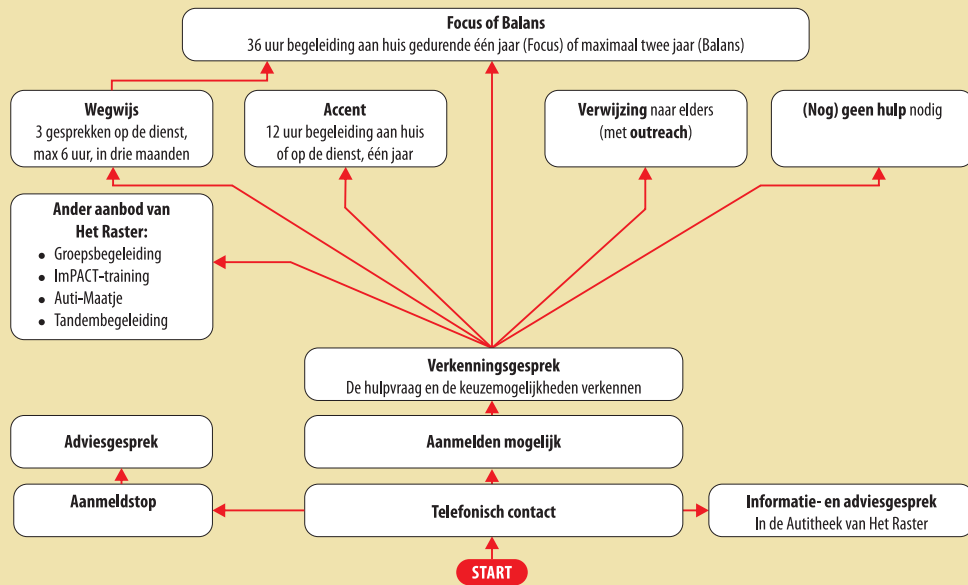 Focus of Balans
36 uur begeleiding aan huis gedurende één jaar (Focus) of maximaal twee jaar (Balans)
Wegwijs
3 gesprekken op de dienst,
max 6 uur, in drie maanden
Accent
12 uur begeleiding aan huis
of op de dienst, één jaar
Verwijzing naar elders
(met outreach)
(Nog) geen hulp nodig
Ander aanbod van
Het Raster:
• Groepsbegeleiding
• ImPACT-training
• Auti-Maatje
• Tandembegeleiding
Verkenningsgesprek
De hulpvraag en de keuzemogelijkheden verkennen
Adviesgesprek
Aanmelden mogelijk
Aanmeldstop
Telefonisch contact
Informatie- en adviesgesprek
In de Autitheek van Het Raster
START